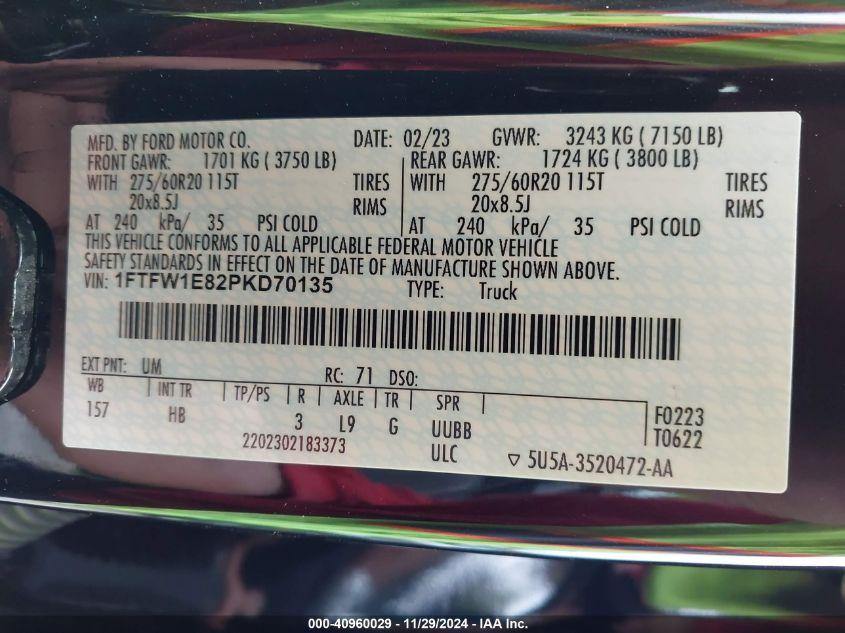 MFD. BY FORD MOTOR CO. DATE: 02/23 GVWR: 3243 KG ( 7150 LB)
FRONT GAWR: 1701 KG ( 3750 LB) REAR GAWR: 1724 KG ( 3800 LB)
WITH 275/60R20 115T TIRES WITH 275/60R20 115T TIRES
20x8.5J RIMS 20x8.5J RIMS
AT 240 kPa/ 35 PSI COLD AT 240 kPa/ 35 PSI COLD
THIS VEHICLE CONFORMS TO ALL APPLICABLE FEDERAL MOTOR VEHICLE
SAFETY STANDARDS IN EFFECT ON THE DATE OF MANUFACTURE SHOWN ABOVE.
VIN: 1FTFW1E82PKD70135 TYPE: Truck
EXT PNT: UM RC: 71 DSO:
WB INT TR TP/PS R AXLE TR SPR
157 HB 3 L9 G UUBB F0223
T0622
2202302183373 ULC ▽ 5U5A-3520472-AA
000-40960029 - 11/29/2024 - IAA Inc.